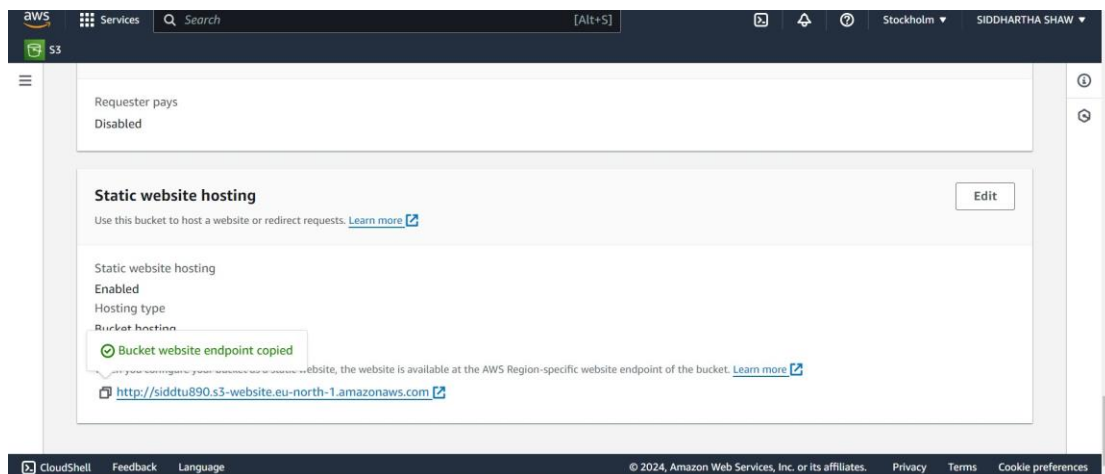 aws Services Search [Alt+S] Stockholm ▼ SIDDHARTHA SHAW ▼
S3
Requester pays
Disabled
Static website hosting Edit
Use this bucket to host a website or redirect requests. Learn more
Static website hosting
Enabled
Hosting type
Bucket hosting
Bucket website endpoint copied
website, the website is available at the AWS Region-specific website endpoint of the bucket. Learn more
http://siddtu890.s3-website.eu-north-1.amazonaws.com
CloudShell Feedback Language © 2024, Amazon Web Services, Inc. or its affiliates. Privacy Terms Cookie preferences